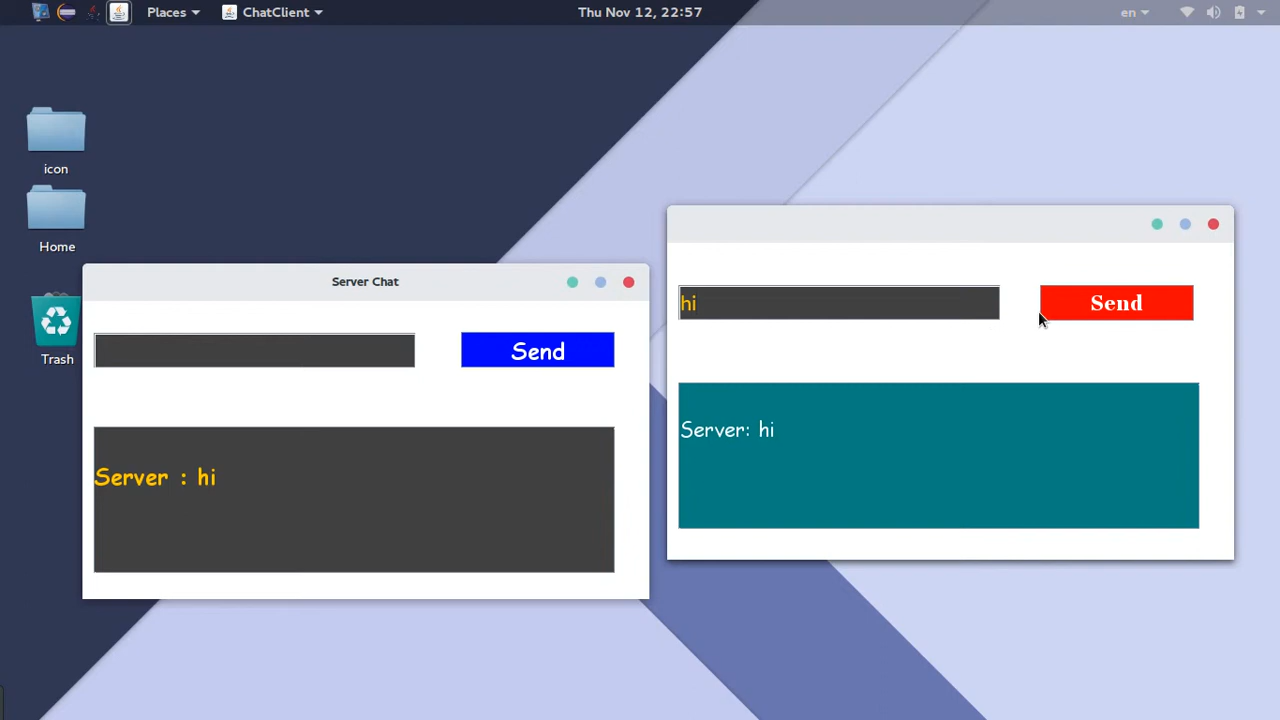 Places ChatClient Thu Nov 12, 22:57 en
icon
Home
Trash
Server Chat
Send
Server : hi
hi Send
Server: hi